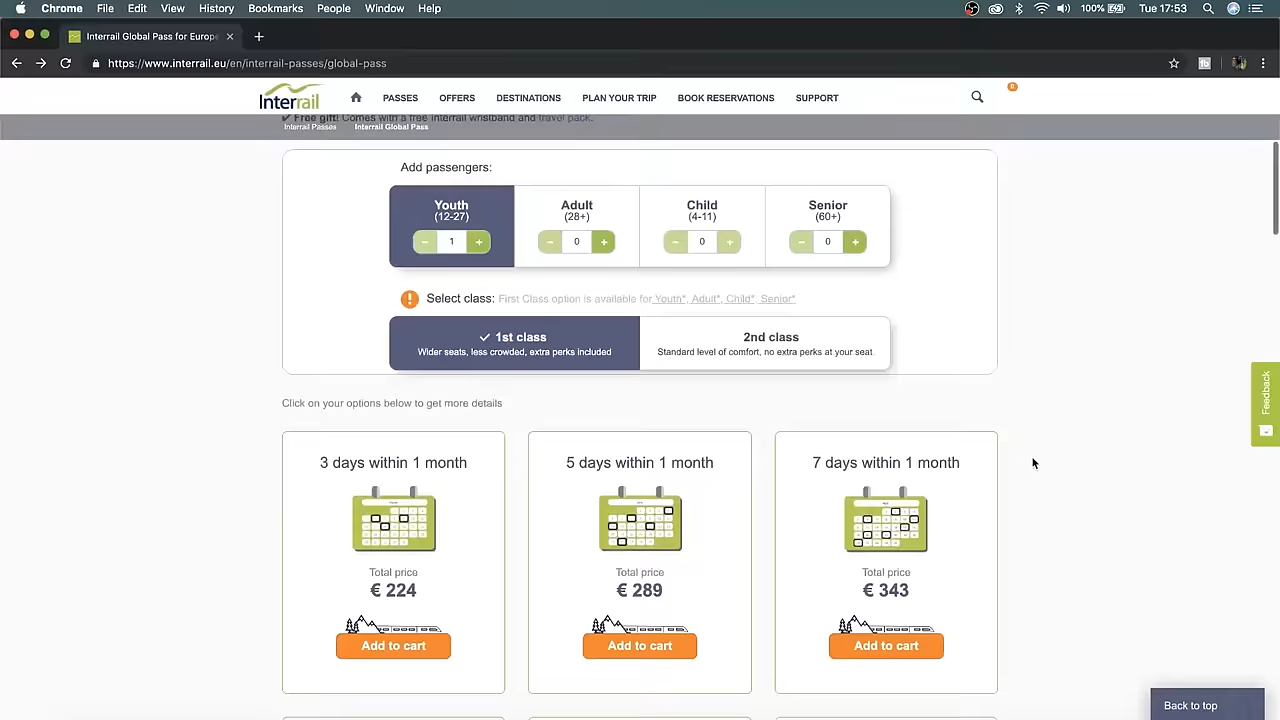 Chrome File Edit View History Bookmarks People Window Help 100% Tue 17:53
Interrail Global Pass for Europe
https://www.interrail.eu/en/interrail-passes/global-pass
Interrail PASSES OFFERS DESTINATIONS PLAN YOUR TRIP BOOK RESERVATIONS SUPPORT
✔ Free gift! Comes with a free Interrail wristband and travel pack.
Interrail Passes Interrail Global Pass
Add passengers:
Youth Adult Child Senior
(12-27) (28+) (4-11) (60+)
− 1 + − 0 + − 0 + − 0 +
! Select class: First Class option is available for Youth*, Adult*, Child*, Senior*
✓ 1st class 2nd class
Wider seats, less crowded, extra perks included Standard level of comfort, no extra perks at your seat
Click on your options below to get more details
3 days within 1 month 5 days within 1 month 7 days within 1 month
Total price Total price Total price
€ 224 € 289 € 343
Add to cart Add to cart Add to cart
Feedback
Back to top